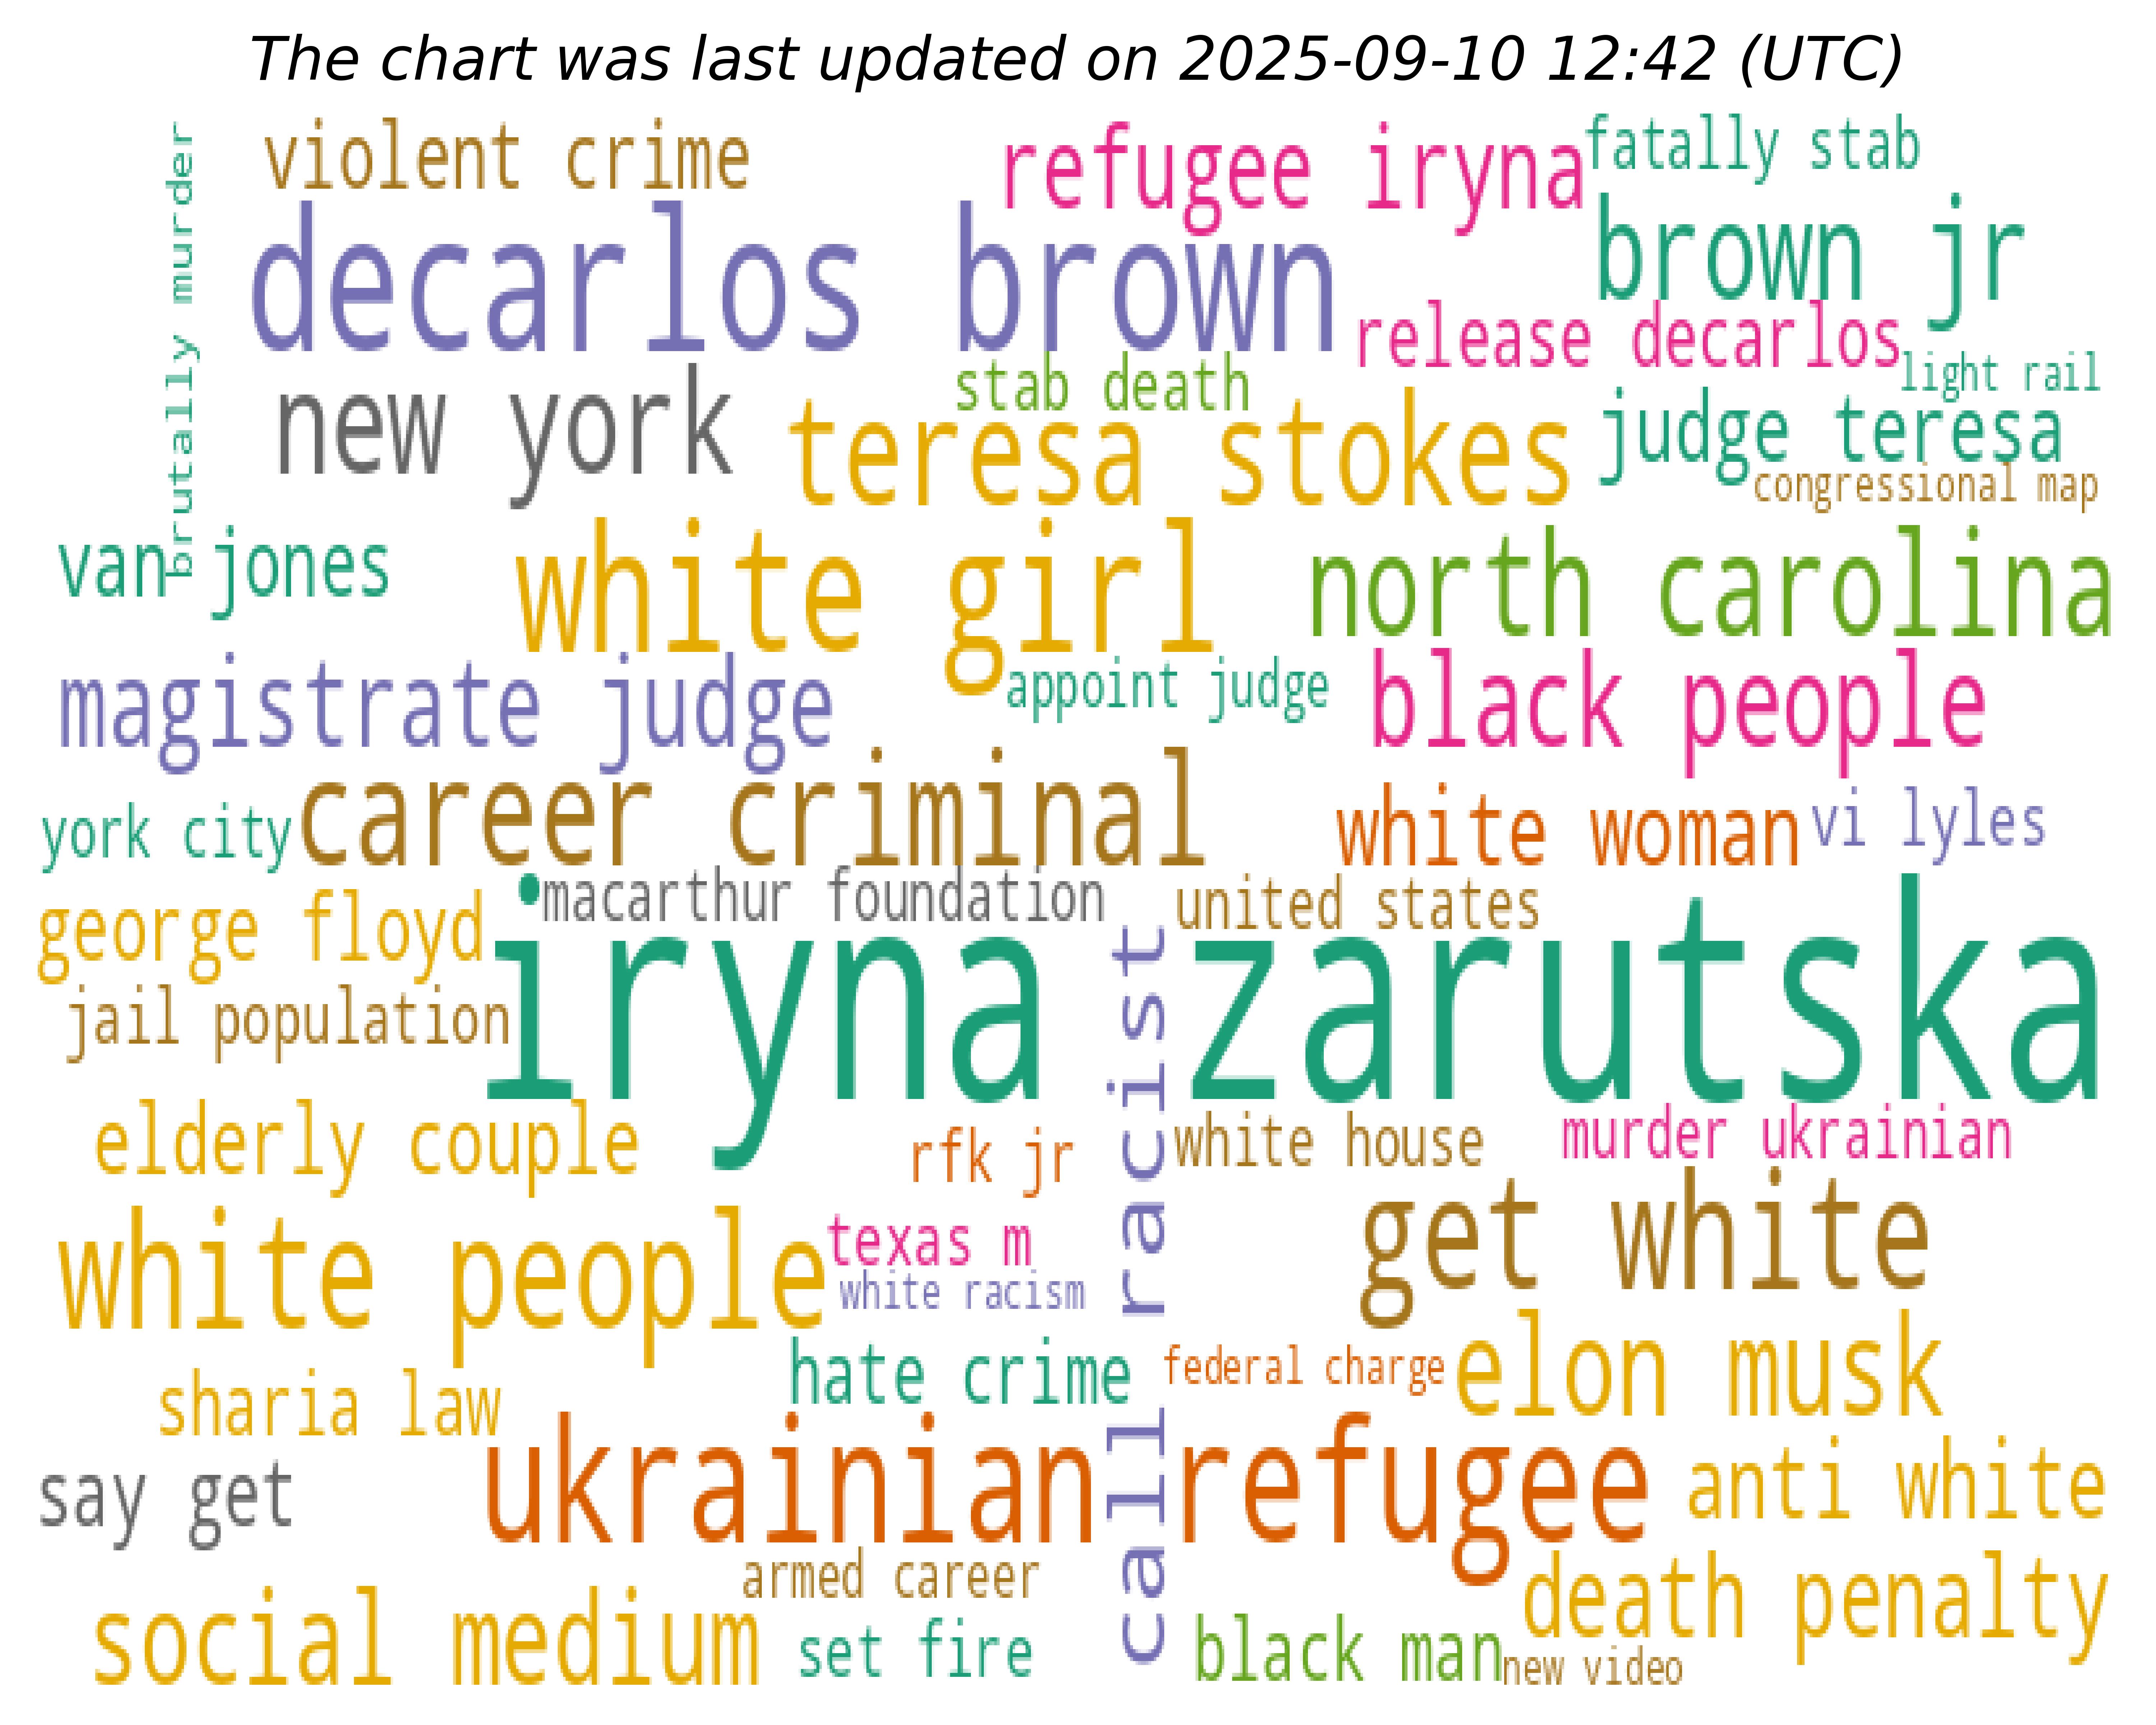 The chart was last updated on 2025-09-10 12:42 (UTC)
brutally murder
violent crime
refugee iryna
fatally stab
decarlos brown
brown jr
release decarlos
light rail
stab death
new york
teresa stokes
judge teresa
congressional map
van jones
white girl
north carolina
magistrate judge
appoint judge
black people
career criminal
york city
white woman
vi lyles
macarthur foundation
united states
george floyd
iryna zarutska
jail population
call racist
elderly couple
rfk jr
white house
murder ukrainian
white people
texas m
get white
white racism
hate crime
federal charge
elon musk
sharia law
ukrainian refugee
say get
anti white
armed career
death penalty
social medium
set fire
black man
new video